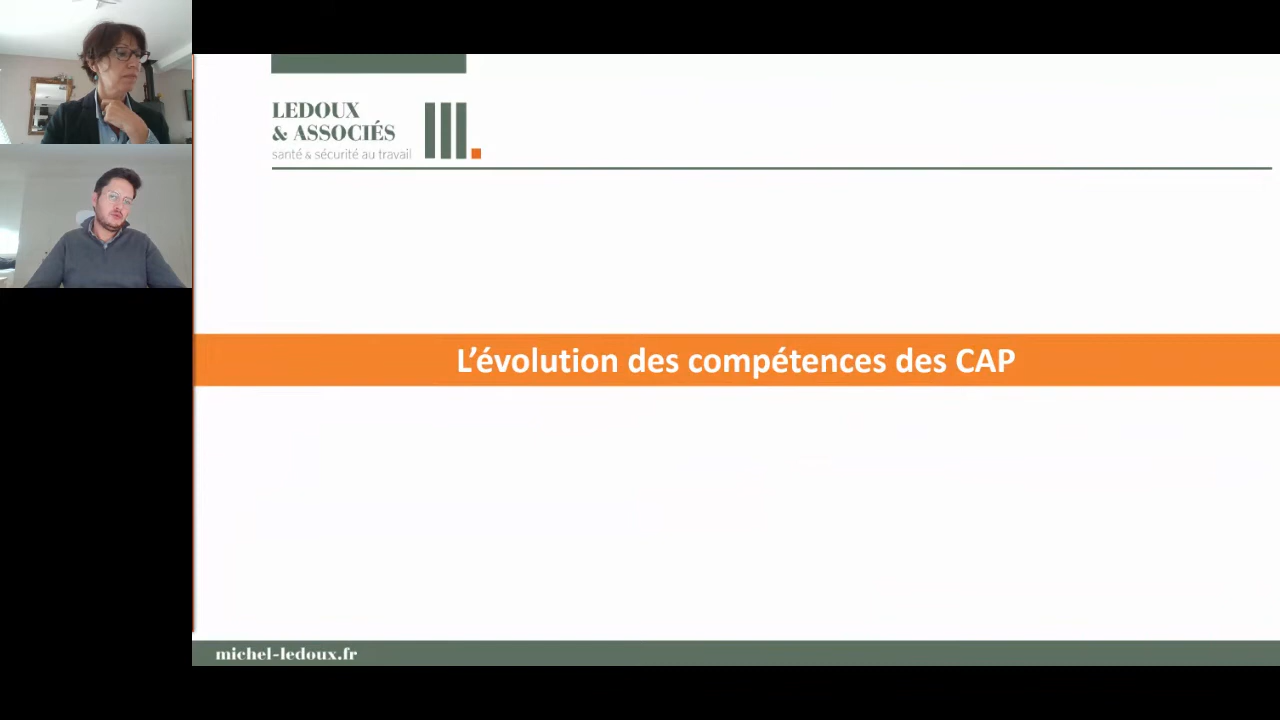 LEDOUX
& ASSOCIÉS
santé & sécurité au travail
L’évolution des compétences des CAP
michel-ledoux.fr